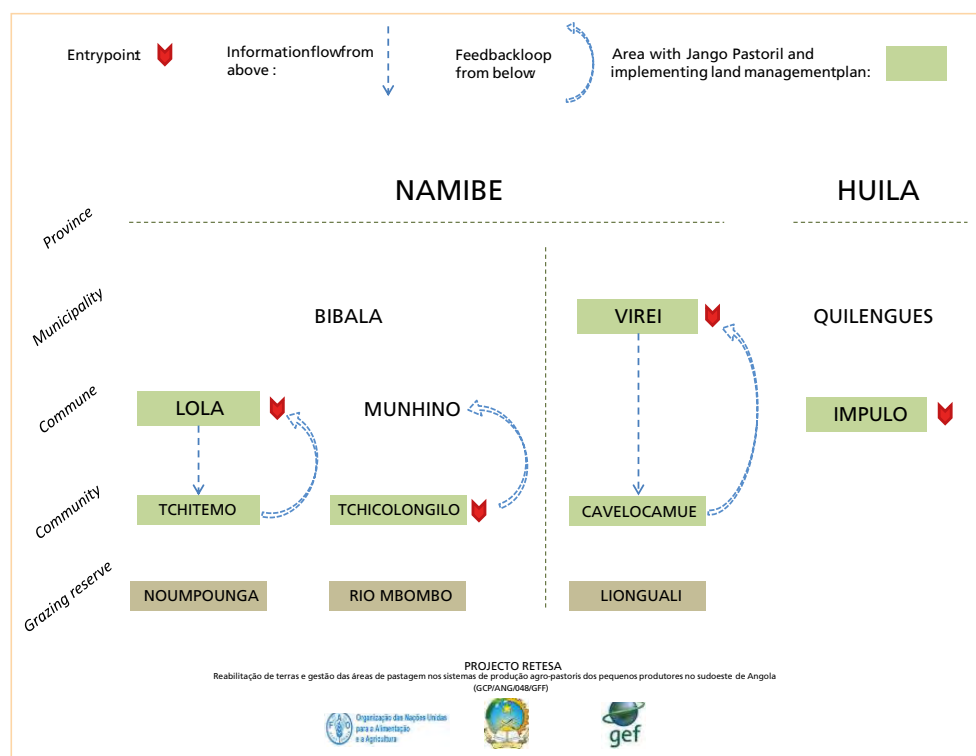 Entrypoint:
Informationflowfrom
above :
Feedbackloop
from below:
Area with Jango Pastoril and
implementing land managementplan:
NAMIBE
HUILA
Province
Municipality
BIBALA
VIREI
QUILENGUES
Commune
LOLA
MUNHINO
IMPULO
Community
TCHITEMO
TCHICOLONGILO
CAVELOCAMUE
Grazing reserve
NOUMPOUNGA
RIO MBOMBO
LIONGUALI
PROJECTO RETESA
Reabilitação de terras e gestão das áreas de pastagem nos sistemas de produção agro-pastoris dos pequenos produtores no sudoeste de Angola
(GCP/ANG/048/GFF)
Organização das Nações Unidas
para a Alimentação
e a Agricultura
gef